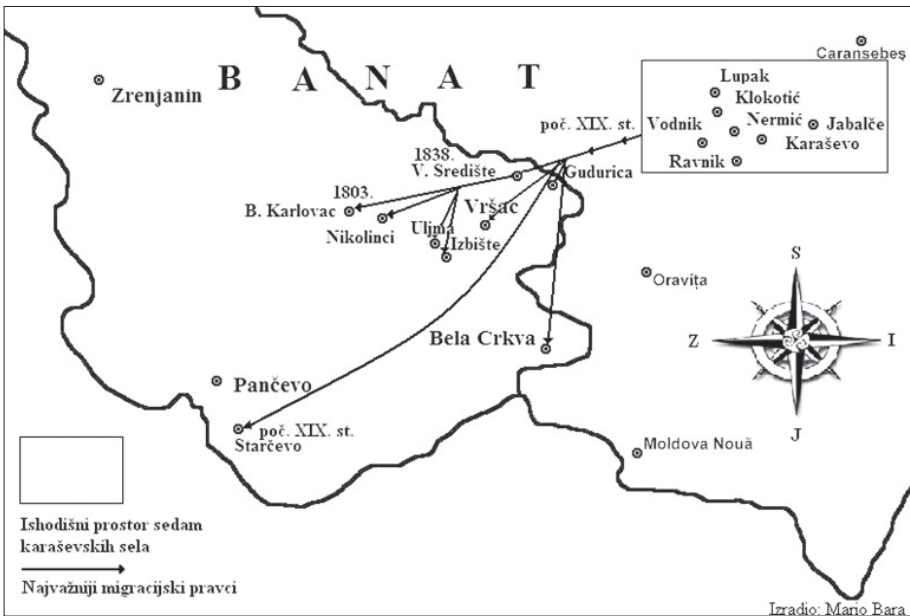 Caransebeş
B A N A T
Zrenjanin
Lupak
Klokotić
Vodnik
Nermić
Jabalče
Karaševo
Ravnik
poč. XIX. st.
1838.
V. Središte
Gudurica
1803.
B. Karlovac
Nikolinci
Vršac
Uljma
Izbište
Oraviţa
S
Z
I
J
Bela Crkva
Pančevo
poč. XIX. st.
Starčevo
Moldova Nouă
Ishodišni prostor sedam
karaševskih sela
Najvažniji migracijski pravci
Izradio: Mario Bara